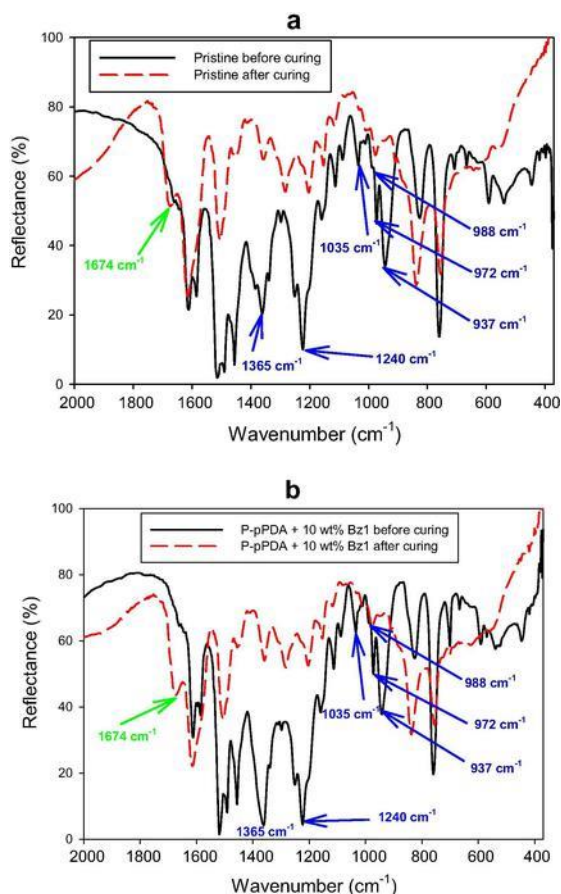 a
Pristine before curing
Pristine after curing
100
80
60
40
20
0
Reflectance (%)
1674 cm⁻¹
1365 cm⁻¹
1240 cm⁻¹
1035 cm⁻¹
988 cm⁻¹
972 cm⁻¹
937 cm⁻¹
2000 1800 1600 1400 1200 1000 800 600 400
Wavenumber (cm⁻¹)
b
P-pPDA + 10 wt% Bz1 before curing
P-pPDA + 10 wt% Bz1 after curing
100
80
60
40
20
0
Reflectance (%)
1674 cm⁻¹
1365 cm⁻¹
1240 cm⁻¹
1035 cm⁻¹
988 cm⁻¹
972 cm⁻¹
937 cm⁻¹
2000 1800 1600 1400 1200 1000 800 600 400
Wavenumber (cm⁻¹)